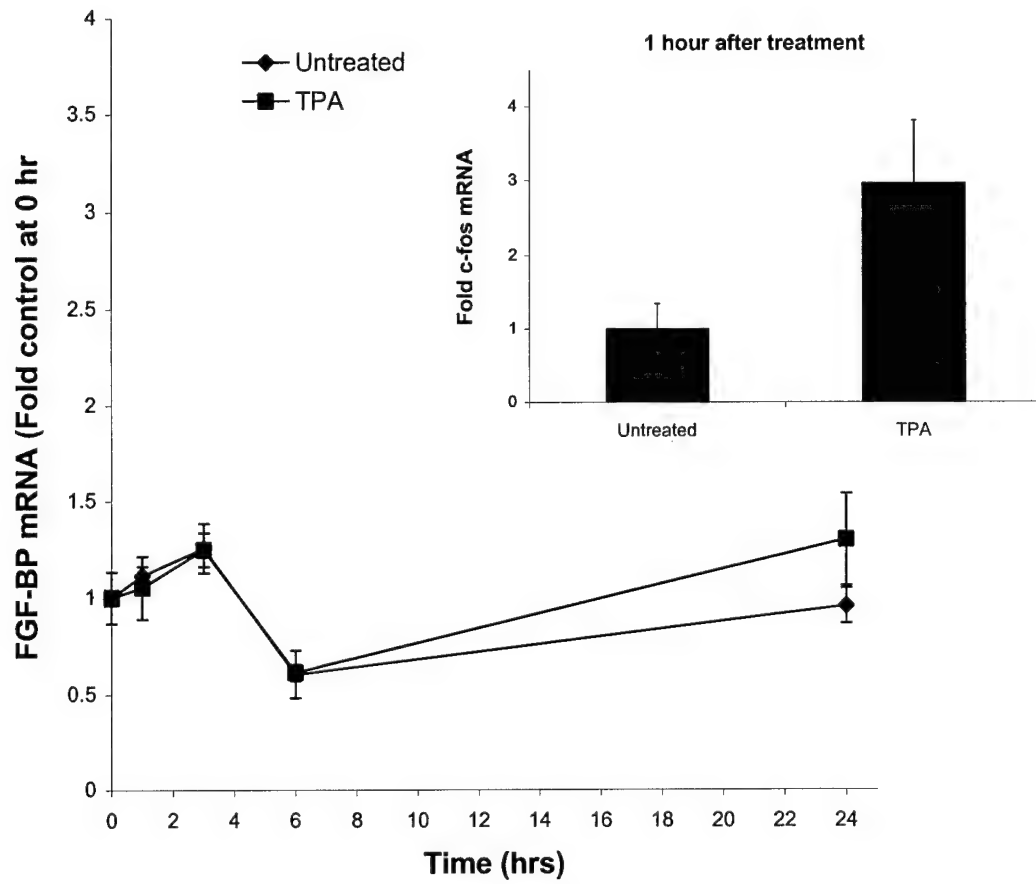 FGF-BP mRNA (Fold control at 0 hr
4
3.5
3
2.5
2
1.5
1
0.5
0
Untreated
TPA
1 hour after treatment
Fold c-fos mRNA
4
3
2
1
0
Untreated TPA
0 2 4 6 8 10 12 14 16 18 20 22 24
Time (hrs)